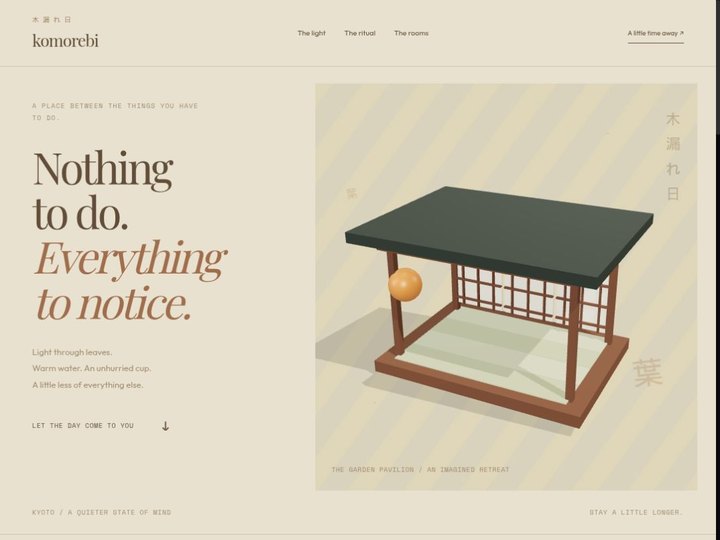 木漏れ日
komorebi
The light
The ritual
The rooms
A little time away ↗
A PLACE BETWEEN THE THINGS YOU HAVE
TO DO.
Nothing
to do.
Everything
to notice.
Light through leaves.
Warm water. An unhurried cup.
A little less of everything else.
LET THE DAY COME TO YOU ↓
木漏れ日
葉
葉
THE GARDEN PAVILION / AN IMAGINED RETREAT
KYOTO / A QUIETER STATE OF MIND
STAY A LITTLE LONGER.